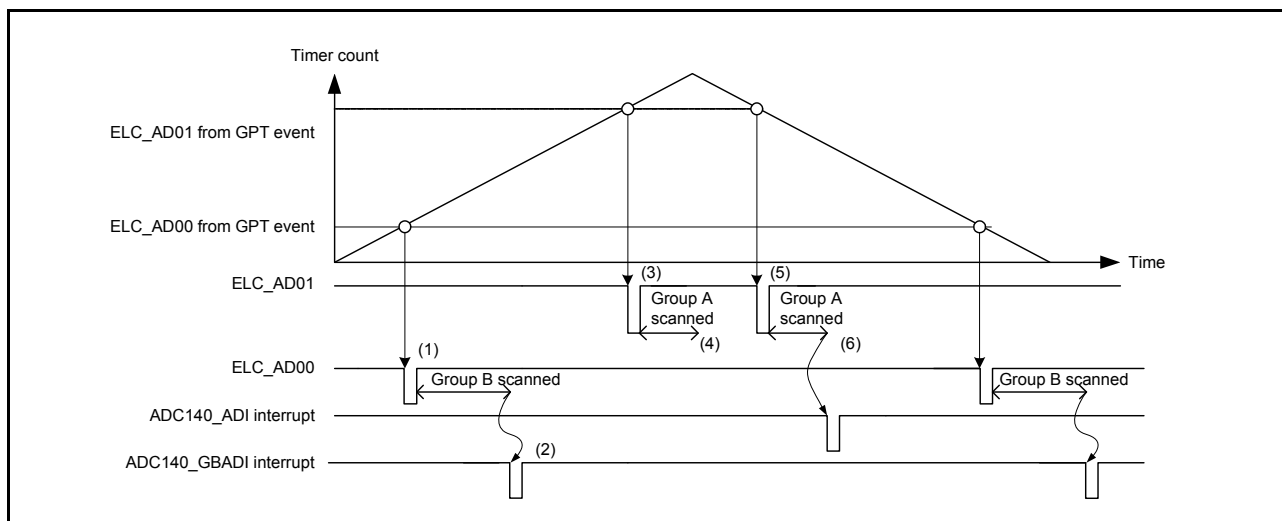 Timer count
ELC_AD01 from GPT event
ELC_AD00 from GPT event
Time
ELC_AD01
(3)
(5)
Group A
scanned
Group A
scanned
(4)
(6)
ELC_AD00
(1)
Group B scanned
Group B scanned
ADC140_ADI interrupt
(2)
ADC140_GBADI interrupt